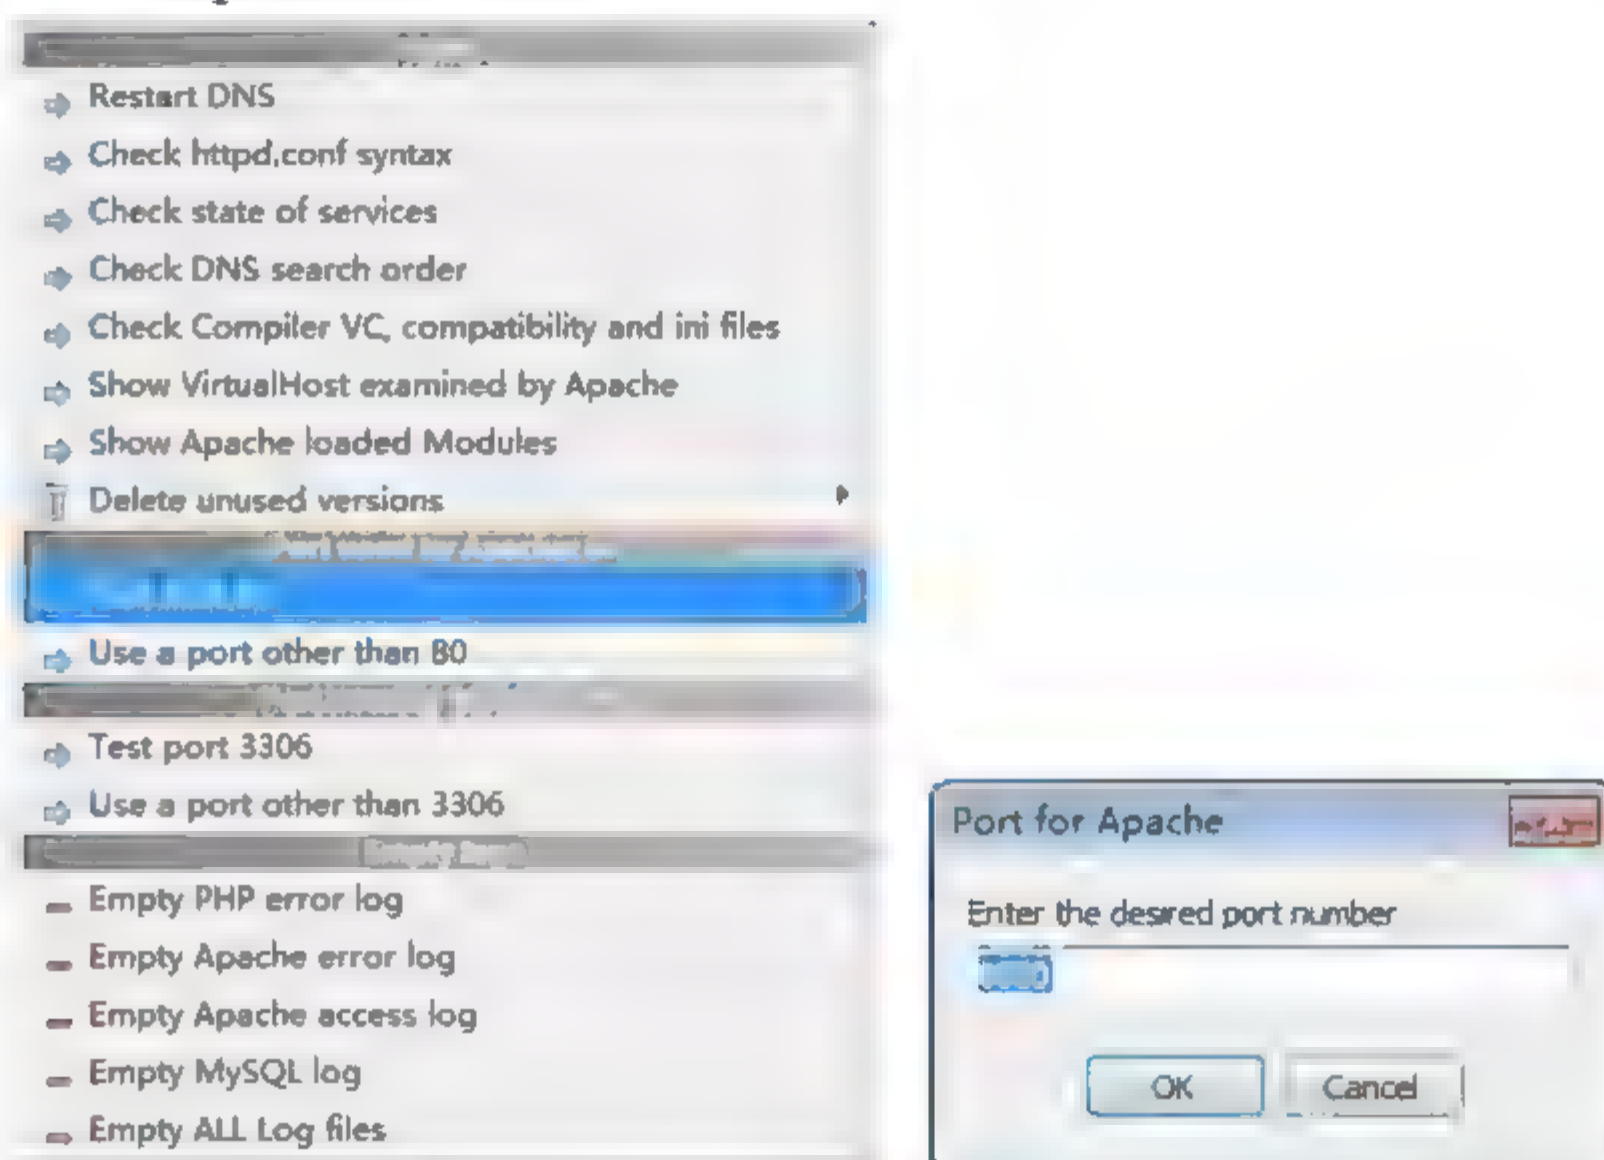 Restart DNS
Check httpd.conf syntax
Check state of services
Check DNS search order
Check Compiler VC, compatibility and ini files
Show VirtualHost examined by Apache
Show Apache loaded Modules
Delete unused versions
Use a port other than 80
Test port 3306
Use a port other than 3306
Empty PHP error log
Empty Apache error log
Empty Apache access log
Empty MySQL log
Empty ALL Log files
Port for Apache
Enter the desired port number
OK
Cancel